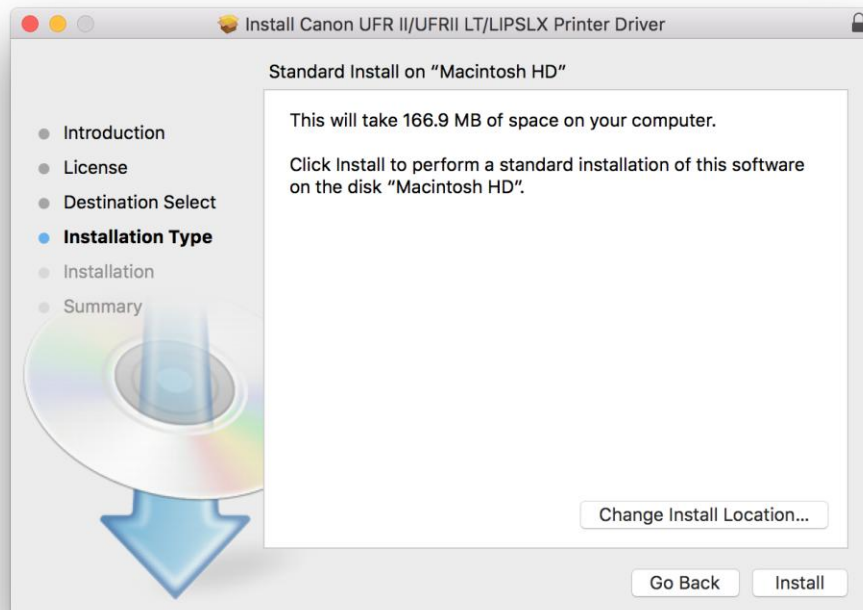 Install Canon UFR II/UFRII LT/LIPSLX Printer Driver
Standard Install on “Macintosh HD”
Introduction
License
Destination Select
Installation Type
Installation
Summary
This will take 166.9 MB of space on your computer.
Click Install to perform a standard installation of this software
on the disk “Macintosh HD”.
Change Install Location...
Go Back
Install